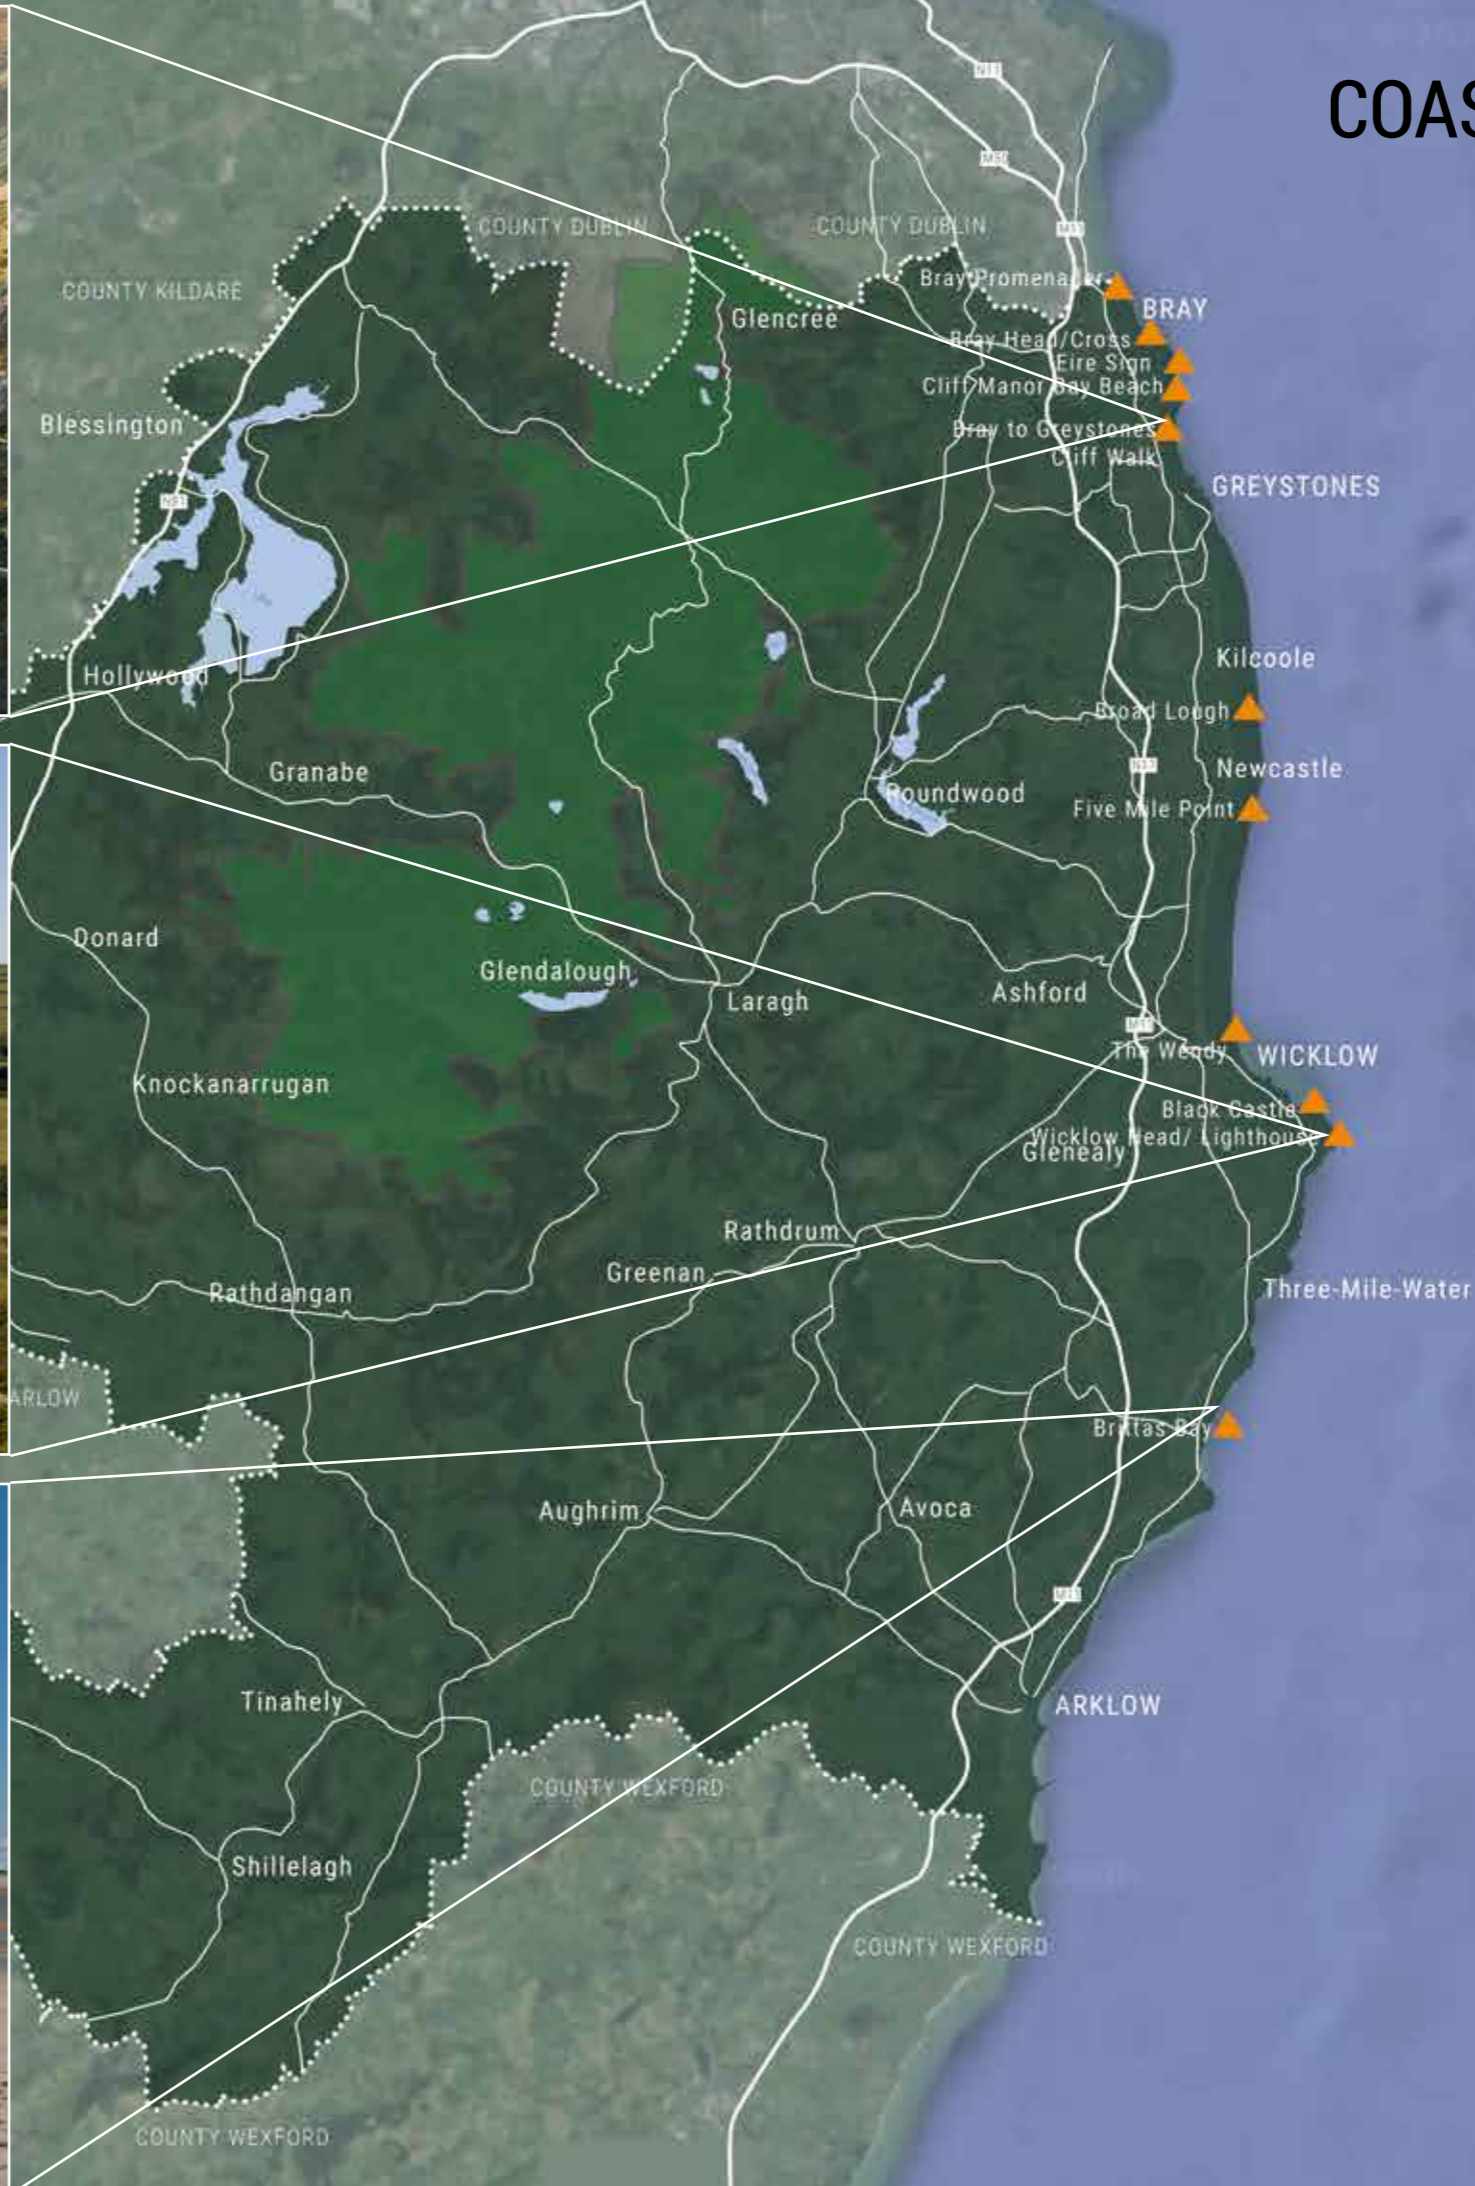 COAS
N11
M50
COUNTY DUBLIN
COUNTY DUBLIN
M11
COUNTY KILDARE
Bray Promenader
BRAY
Glencree
Bray Head/Cross
Eire Sign
Cliff Manor Bay Beach
Blessington
Bray to Greystones
Cliff Walk
GREYSTONES
N81
Kilcoole
Hollywood
Broad Lough
Newcastle
N11
Granabe
Roundwood
Five Mile Point
Donard
Glendalough
Laragh
Ashford
M11
The Wendy
WICKLOW
Knockanarrugan
Black Castle
Wicklow Head/ Lighthouse
Glenealy
Rathdrum
Greenan
Three-Mile-Water
Rathdangan
ARLOW
Brittas Bay
Aughrim
Avoca
M11
Tinahely
ARKLOW
COUNTY WEXFORD
Shillelagh
COUNTY WEXFORD
COUNTY WEXFORD